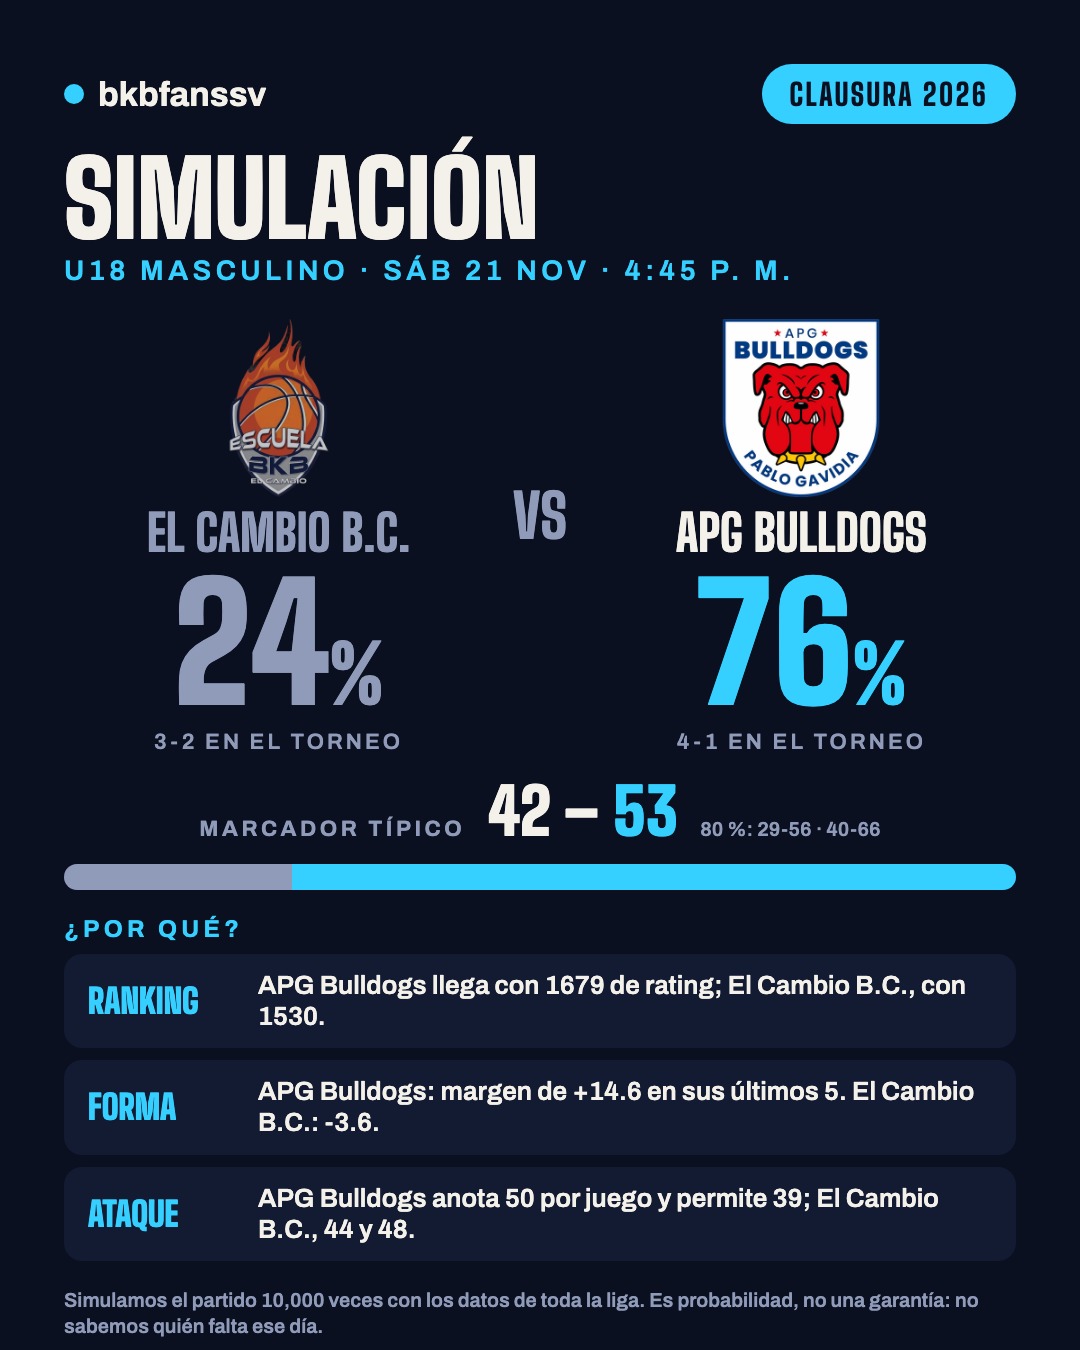 bkbfanssv
CLAUSURA 2026
SIMULACIÓN
U18 MASCULINO · SÁB 21 NOV · 4:45 P. M.
ESCUELA
BKB
EL CAMBIO
★ APG ★
BULLDOGS
PABLO GAVIDIA
EL CAMBIO B.C.
VS
APG BULLDOGS
24%
76%
3-2 EN EL TORNEO
4-1 EN EL TORNEO
MARCADOR TÍPICO 42 – 53 80 %: 29-56 · 40-66
¿POR QUÉ?
RANKING
APG Bulldogs llega con 1679 de rating; El Cambio B.C., con
1530.
FORMA
APG Bulldogs: margen de +14.6 en sus últimos 5. El Cambio
B.C.: -3.6.
ATAQUE
APG Bulldogs anota 50 por juego y permite 39; El Cambio
B.C., 44 y 48.
Simulamos el partido 10,000 veces con los datos de toda la liga. Es probabilidad, no una garantía: no
sabemos quién falta ese día.